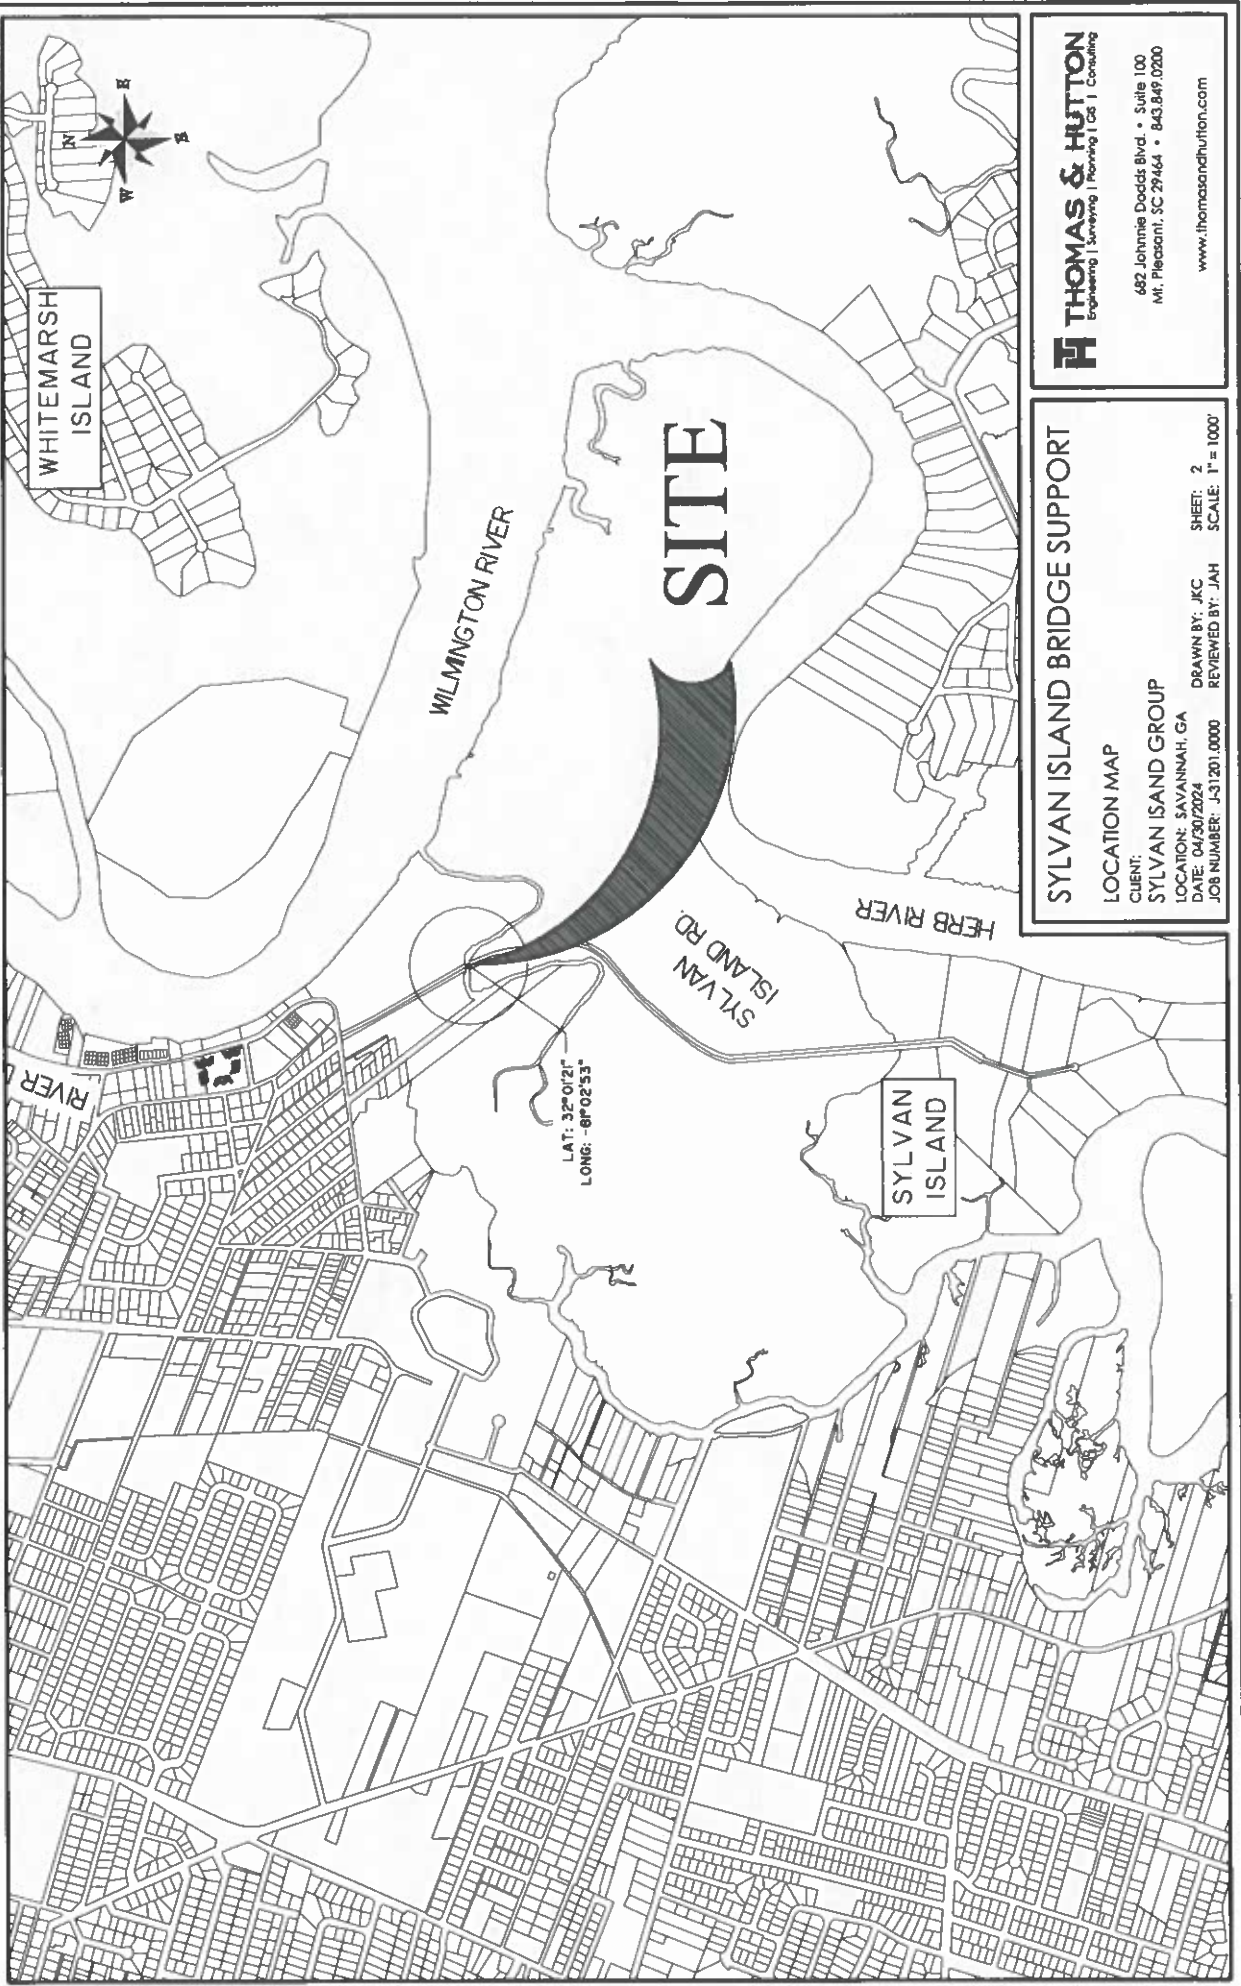 WHITEMARSH
ISLAND
N
E
S
W
WILMINGTON RIVER
SITE
RIVER
LAT: 32°01'21"
LONG: -81°02'53"
SYLVAN
ISLAND RD.
HERB RIVER
SYLVAN
ISLAND
SYLVAN ISLAND BRIDGE SUPPORT
LOCATION MAP
CLIENT:
SYLVAN ISAND GROUP
LOCATION: SAVANNAH, GA
DATE: 04/30/2024 DRAWN BY: JKC SHEET: 2
JOB NUMBER: J-31201.0000 REVIEWED BY: JAH SCALE: 1" = 1000'
THOMAS & HUTTON
Engineering | Surveying | Planning | GIS | Consulting
682 Johnnie Dodds Blvd. • Suite 100
Mt. Pleasant, SC 29464 • 843.849.0200
www.thomasandhutton.com